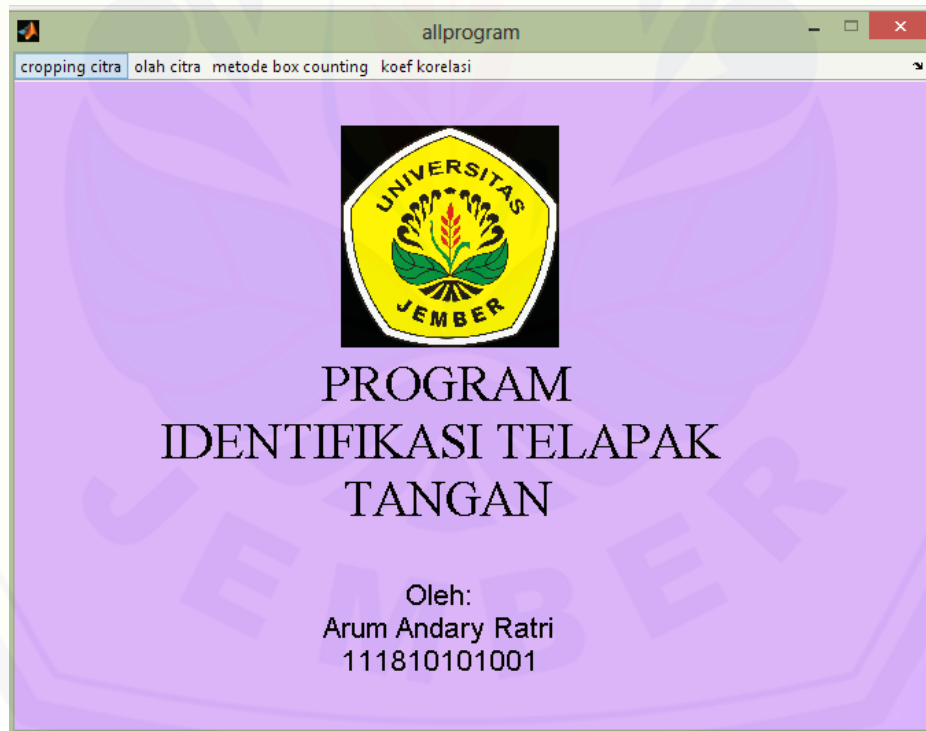 allprogram
cropping citra olah citra metode box counting koef korelasi
UNIVERSITAS
JEMBER
PROGRAM
IDENTIFIKASI TELAPAK
TANGAN
JEMBER
Oleh:
Arum Andary Ratri
111810101001